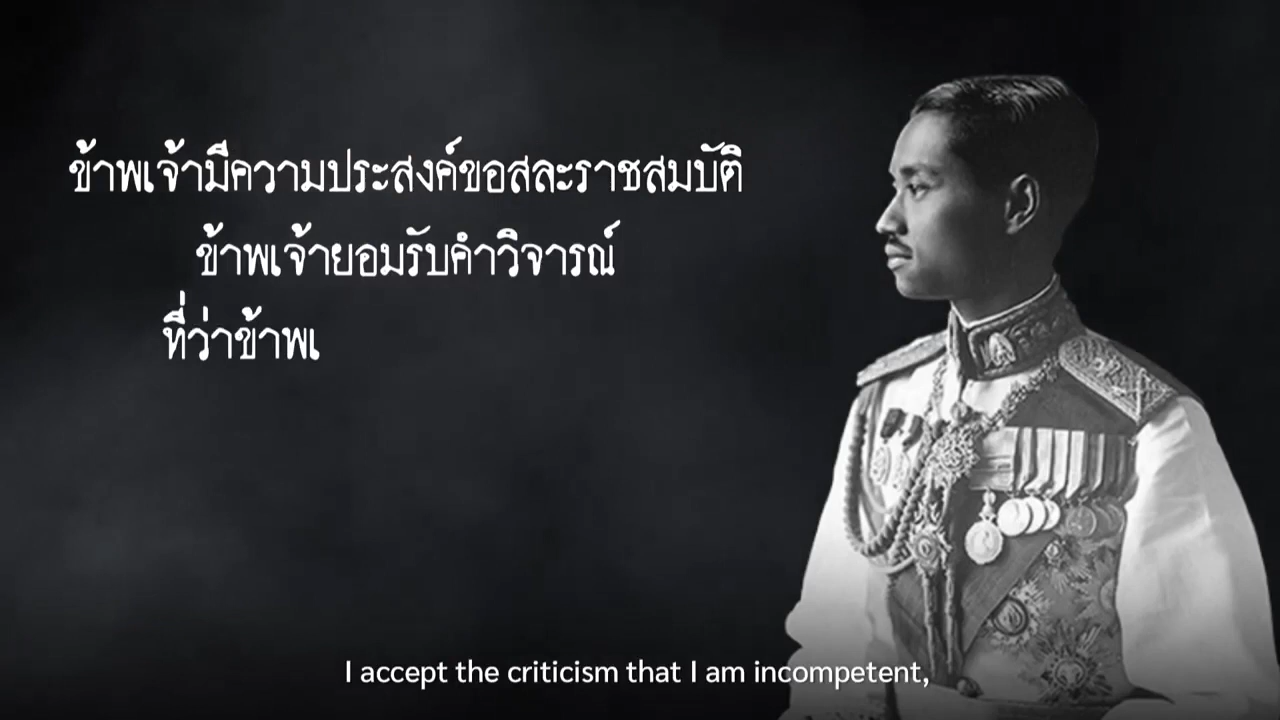 ข้าพเจ้ามีความประสงค์ขอสละราชสมบัติ
ข้าพเจ้ายอมรับคำวิจารณ์
ที่ว่าข้าพเ
I accept the criticism that I am incompetent,